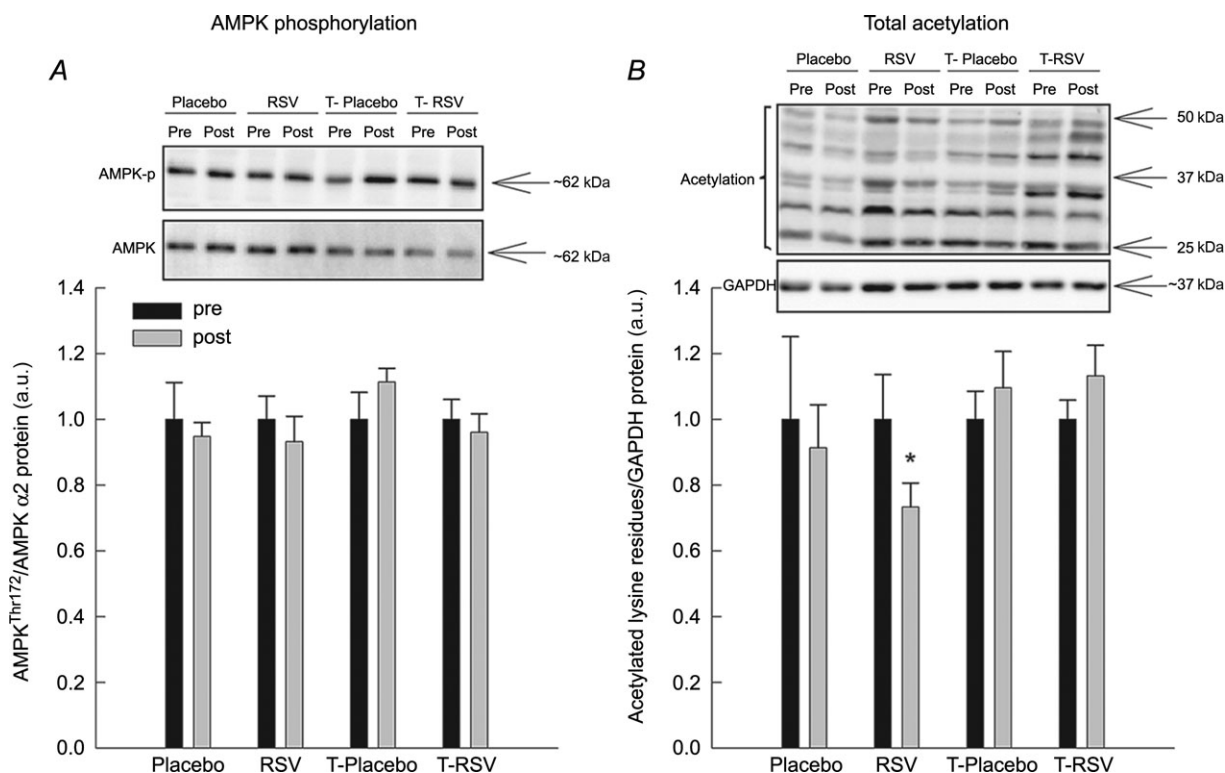 AMPK phosphorylation
A
Placebo RSV T- Placebo T- RSV
Pre Post Pre Post Pre Post Pre Post
AMPK-p
~62 kDa
AMPK
~62 kDa
1.4
1.2
1.0
0.8
0.6
0.4
0.2
0.0
pre
post
AMPKThr172/AMPK α2 protein (a.u.)
Placebo RSV T-Placebo T-RSV
Total acetylation
B
Placebo RSV T- Placebo T-RSV
Pre Post Pre Post Pre Post Pre Post
50 kDa
Acetylation
37 kDa
25 kDa
GAPDH
~37 kDa
1.4
1.2
1.0
0.8
0.6
0.4
0.2
0.0
*
Acetylated lysine residues/GAPDH protein (a.u.)
Placebo RSV T-Placebo T-RSV